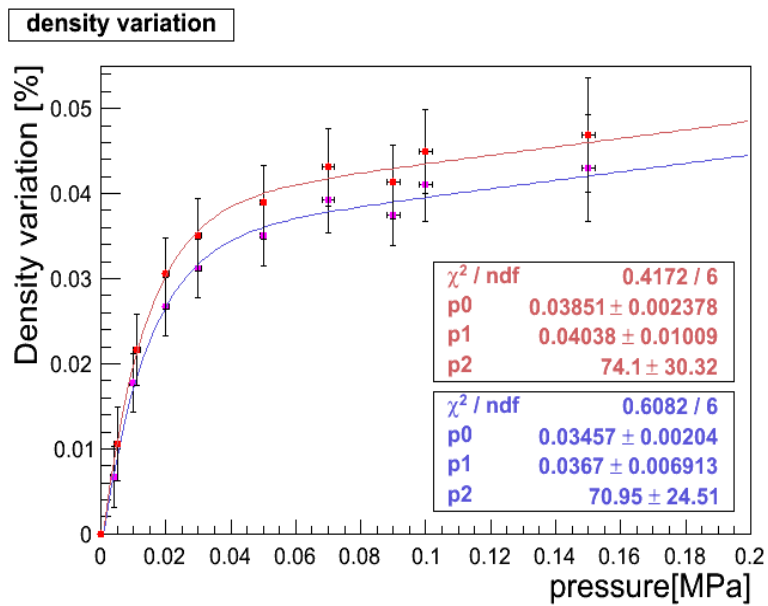 density variation
Density variation [%]
0.05
0.04
0.03
0.02
0.01
0
χ² / ndf 0.4172 / 6
p0 0.03851 ± 0.002378
p1 0.04038 ± 0.01009
p2 74.1 ± 30.32
χ² / ndf 0.6082 / 6
p0 0.03457 ± 0.00204
p1 0.0367 ± 0.006913
p2 70.95 ± 24.51
0 0.02 0.04 0.06 0.08 0.1 0.12 0.14 0.16 0.18 0.2
pressure[MPa]